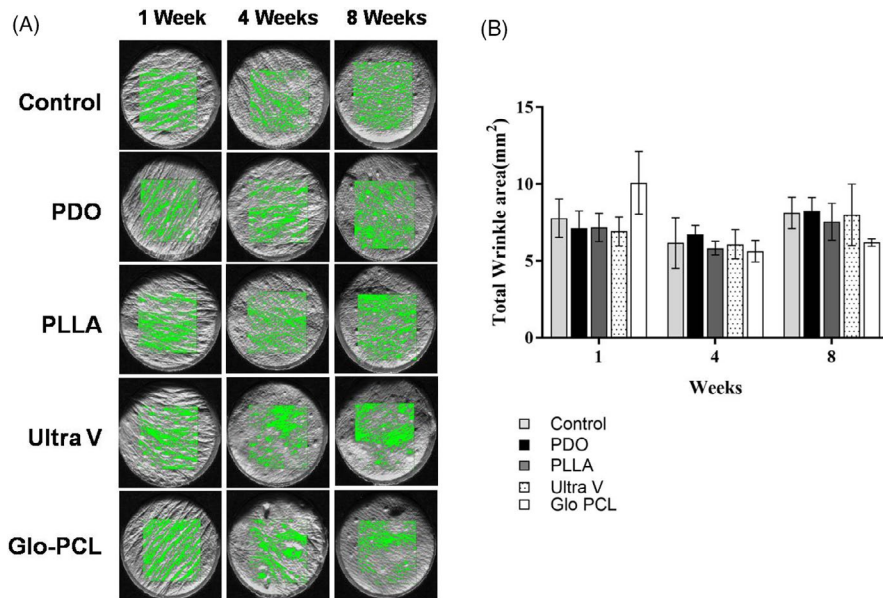 (A)
1 Week 4 Weeks 8 Weeks
Control
PDO
PLLA
Ultra V
Glo-PCL
(B)
Total Wrinkle area(mm²)
15
10
5
0
1 4 8
Weeks
Control
PDO
PLLA
Ultra V
Glo PCL